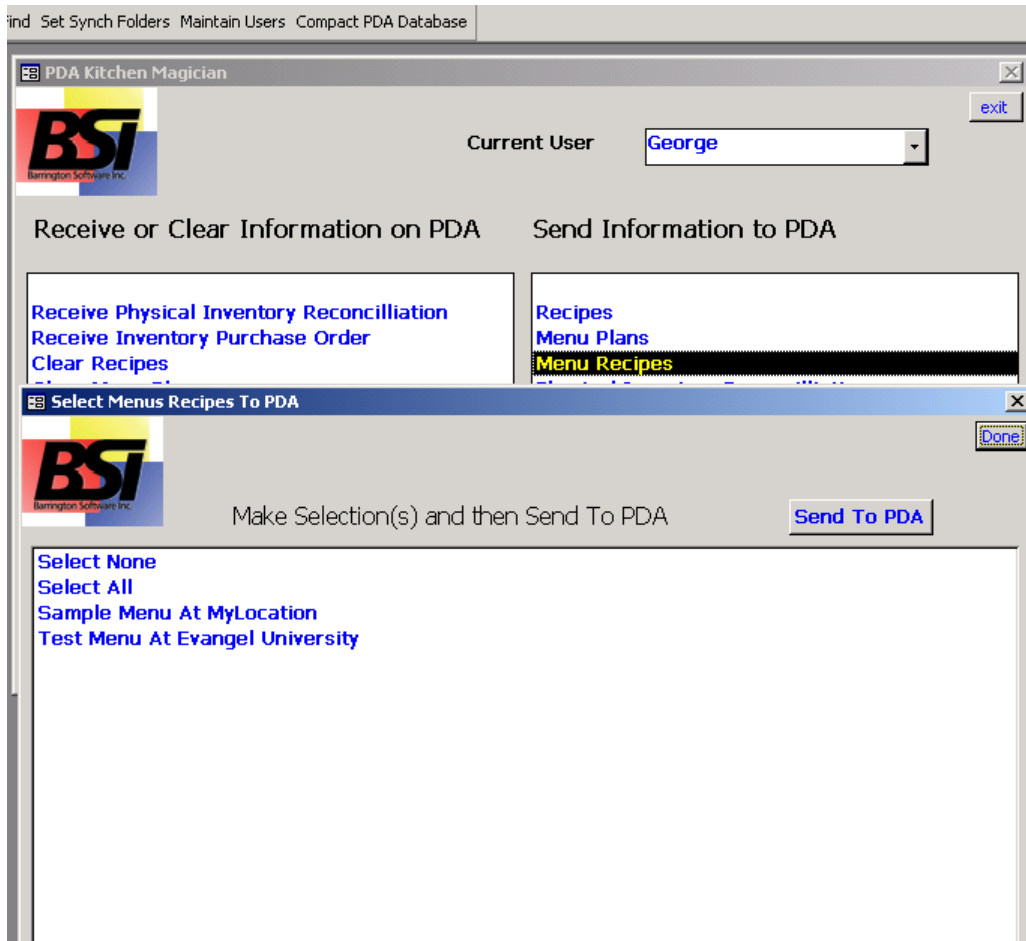 ind Set Synch Folders Maintain Users Compact PDA Database
PDA Kitchen Magician
exit
BSi
Barrington Software Inc.
Current User George
Receive or Clear Information on PDA
Send Information to PDA
Receive Physical Inventory Reconcilliation
Receive Inventory Purchase Order
Clear Recipes
Recipes
Menu Plans
Menu Recipes
Select Menus Recipes To PDA
Done
BSi
Barrington Software Inc.
Make Selection(s) and then Send To PDA
Send To PDA
Select None
Select All
Sample Menu At MyLocation
Test Menu At Evangel University